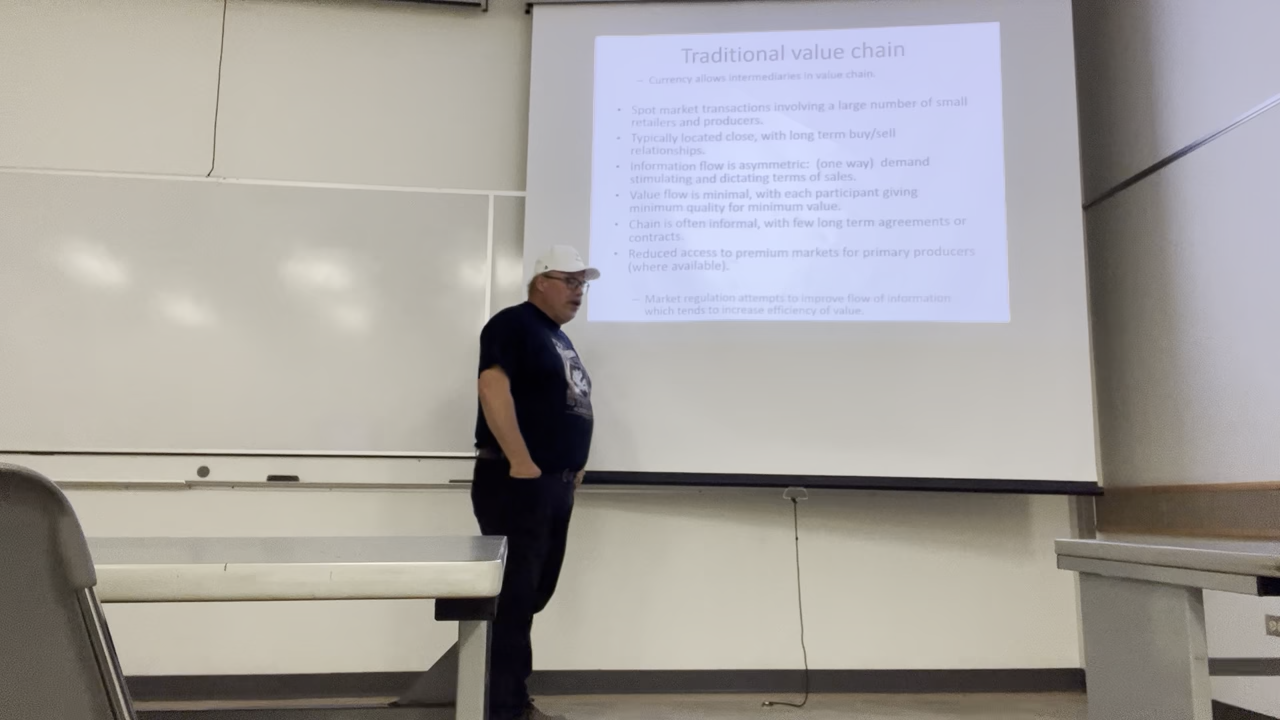 Traditional value chain
– Currency allows intermediaries in value chain.
• Spot market transactions involving a large number of small
retailers and producers.
• Typically located close, with long term buy/sell
relationships.
• Information flow is asymmetric: (one way) demand
stimulating and dictating terms of sales.
• Value flow is minimal, with each participant giving
minimum quality for minimum value.
• Chain is often informal, with few long term agreements or
contracts.
• Reduced access to premium markets for primary producers
(where available).
– Market regulation attempts to improve flow of information
which tends to increase efficiency of value.